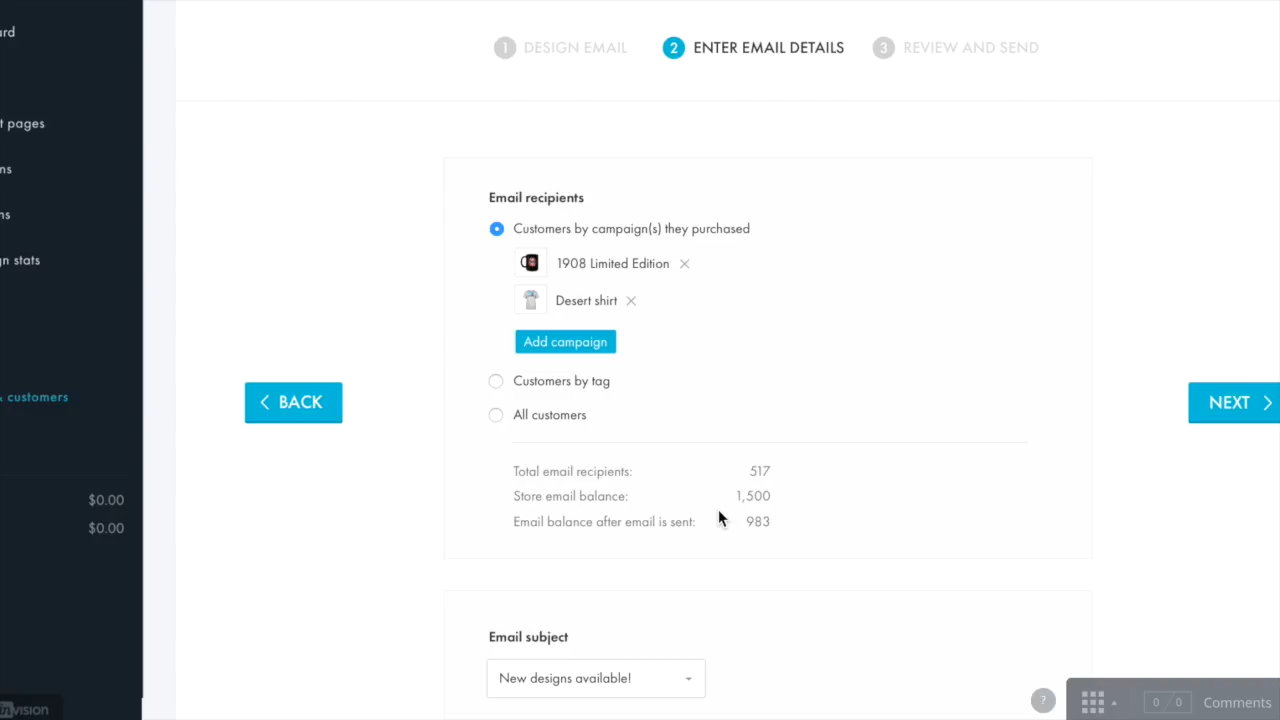 1 DESIGN EMAIL 2 ENTER EMAIL DETAILS 3 REVIEW AND SEND
rd
t pages
ns
ns
gn stats
& customers
$0.00
$0.00
Email recipients
Customers by campaign(s) they purchased
1908 Limited Edition
Desert shirt
Add campaign
Customers by tag
All customers
BACK
NEXT
Total email recipients: 517
Store email balance: 1,500
Email balance after email is sent: 983
Email subject
New designs available!
invision
?
0 / 0 Comments